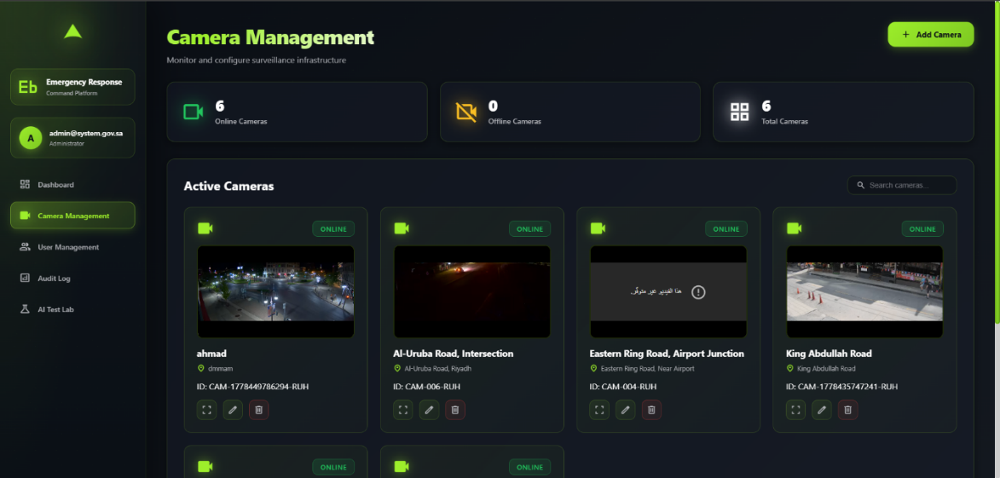 Camera Management
Monitor and configure surveillance infrastructure
+ Add Camera
Eb
Emergency Response
Command Platform
A
admin@system.gov.sa
Administrator
Dashboard
Camera Management
User Management
Audit Log
AI Test Lab
6
Online Cameras
0
Offline Cameras
6
Total Cameras
Active Cameras
Search cameras...
ONLINE
ahmad
dmmam
ID: CAM-1778449786294-RUH
ONLINE
Al-Uruba Road, Intersection
Al-Uruba Road, Riyadh
ID: CAM-006-RUH
ONLINE
هذا الفيديو غير متوفّر.
Eastern Ring Road, Airport Junction
Eastern Ring Road, Near Airport
ID: CAM-004-RUH
ONLINE
King Abdullah Road
King Abdullah Road
ID: CAM-1778435747241-RUH
ONLINE
ONLINE